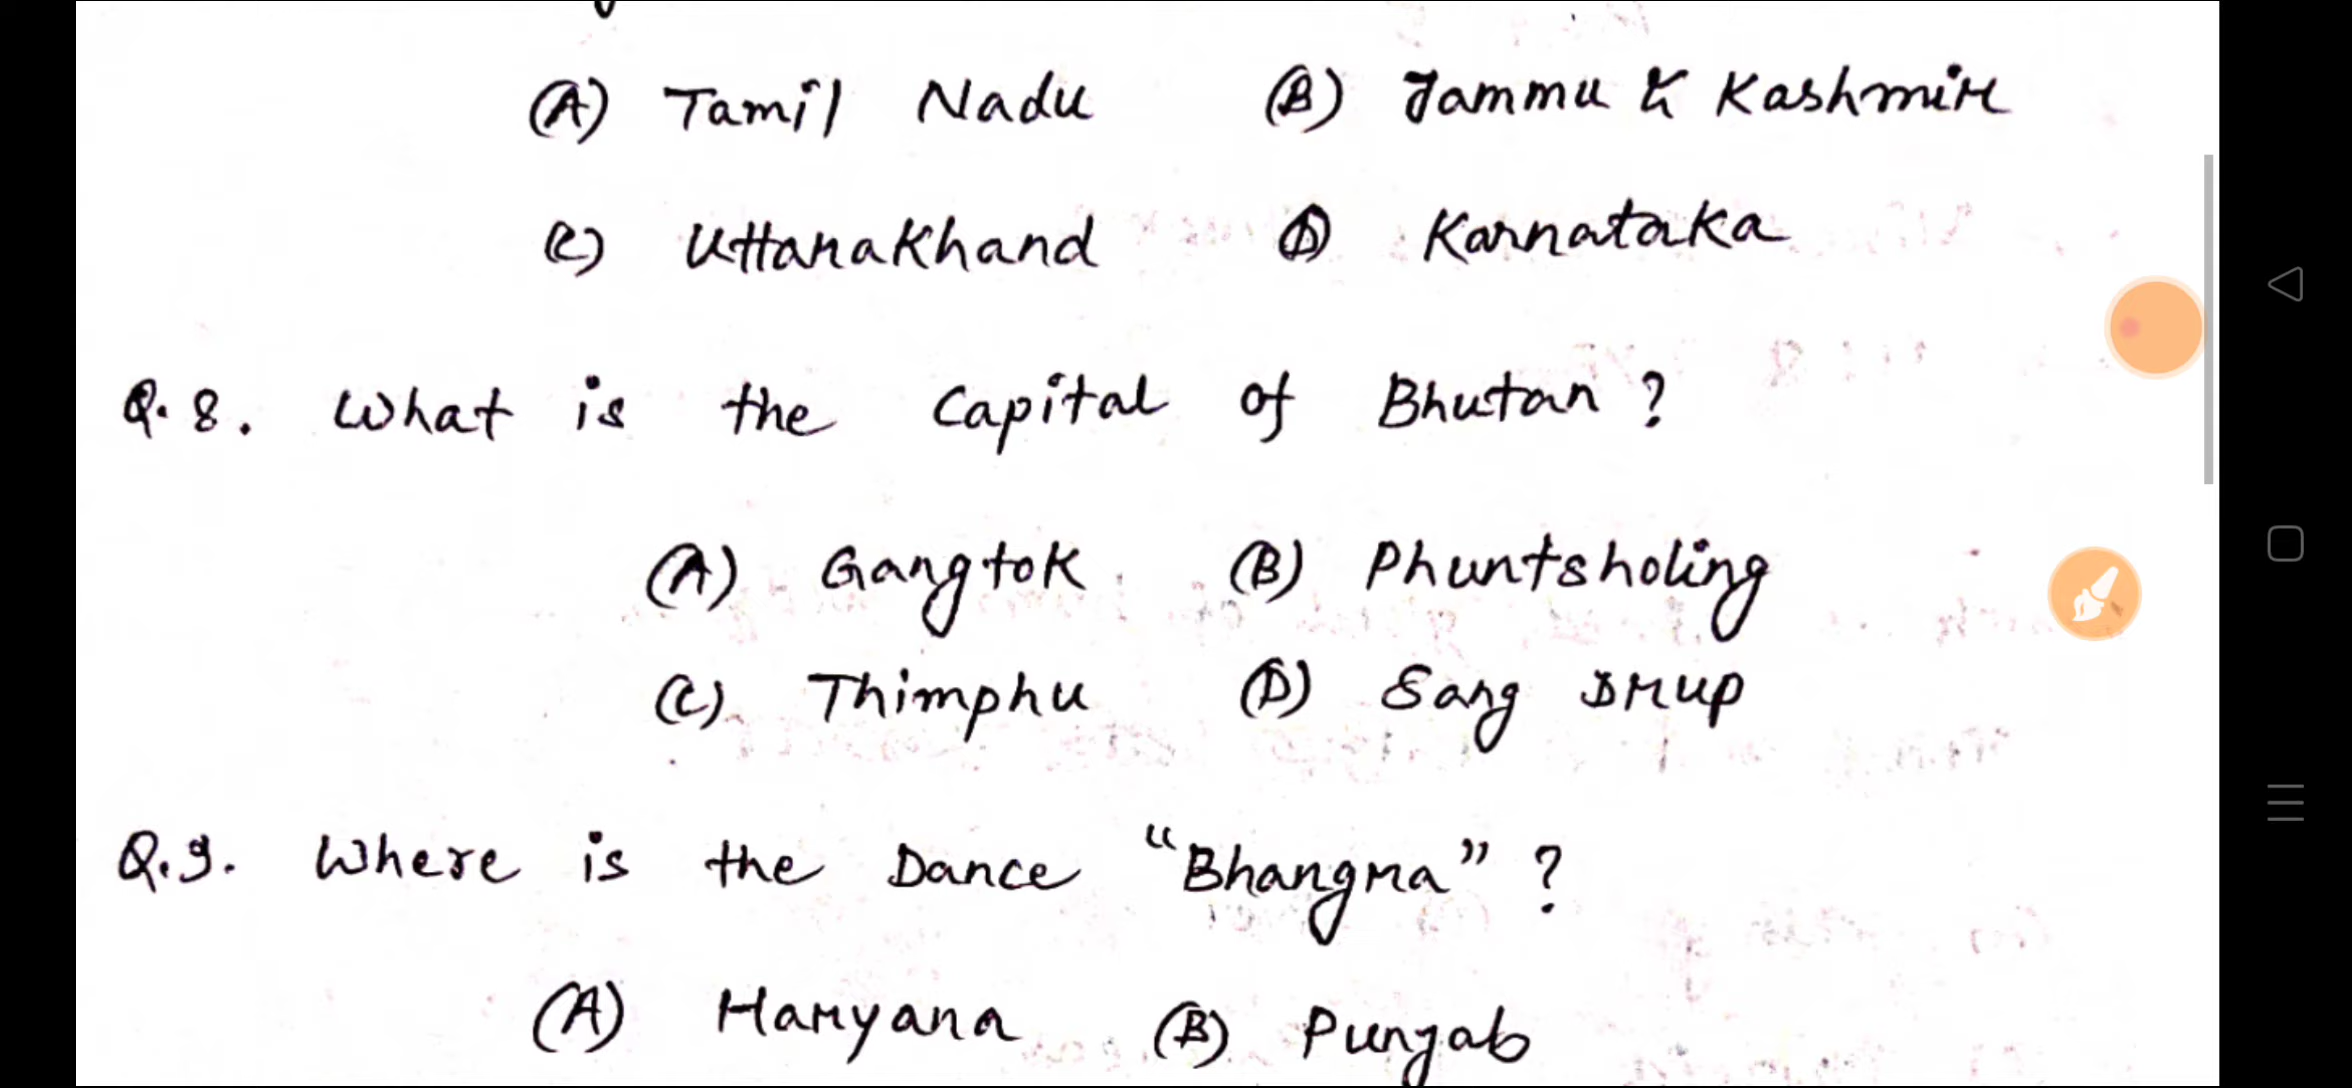 (A) Tamil Nadu (B) Jammu & Kashmir
(C) Uttarakhand (D) Karnataka
Q.8. What is the Capital of Bhutan ?
(A) Gangtok (B) Phuntsholing
(C) Thimphu (D) Sang Drup
Q.9. Where is the Dance "Bhangra" ?
(A) Haryana (B) Punjab